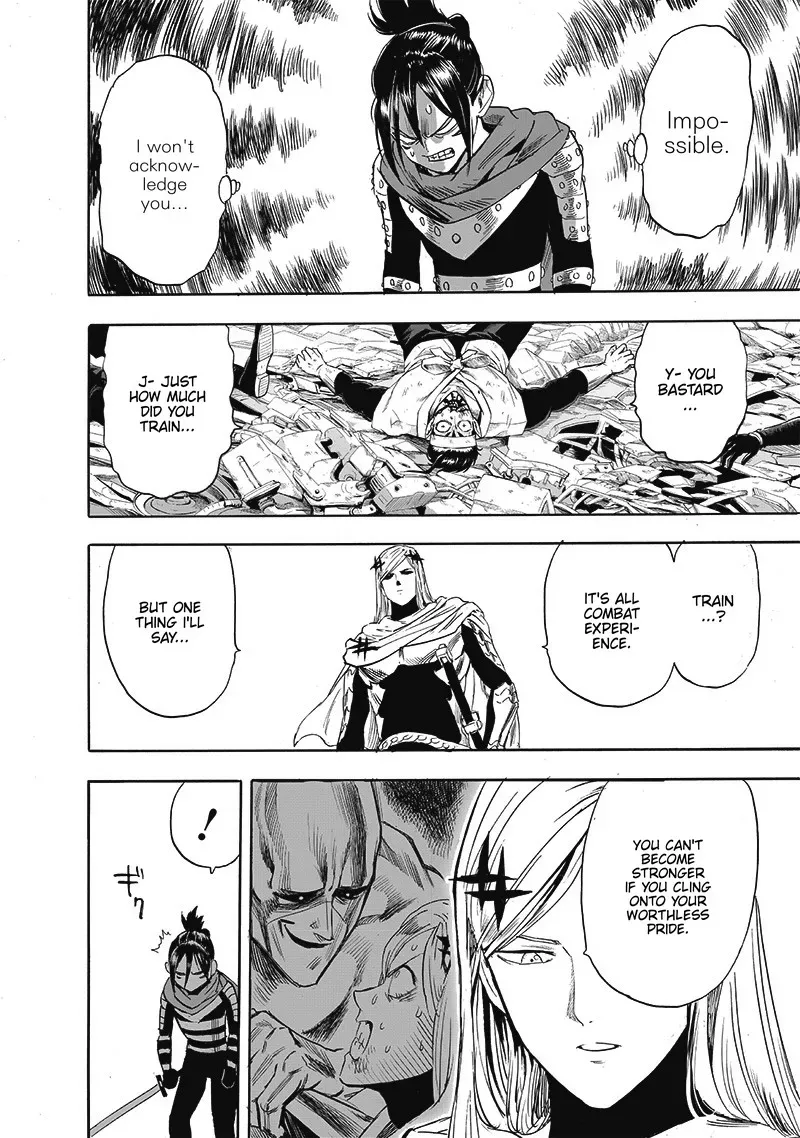 Impo-
ssible.
I won't
acknow-
ledge
you...
Y- YOU
BASTARD
...
J- JUST
HOW MUCH
DID YOU
TRAIN...
TRAIN
...?
IT'S ALL
COMBAT
EXPERI-
ENCE.
BUT ONE
THING I'LL
SAY...
YOU CAN'T
BECOME
STRONGER
IF YOU CLING
ONTO YOUR
WORTHLESS
PRIDE.
!
ギク